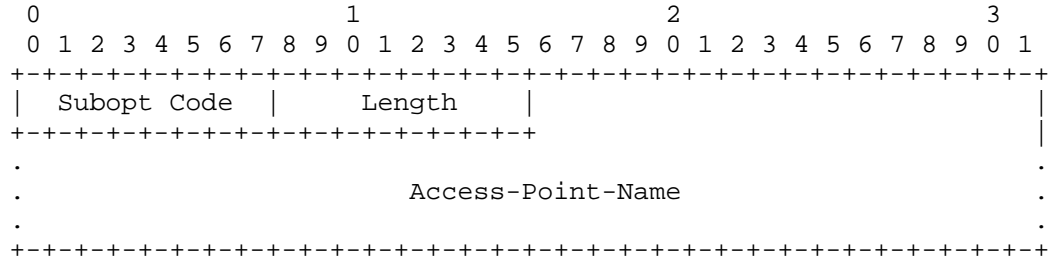 0                   1                   2                   3
 0 1 2 3 4 5 6 7 8 9 0 1 2 3 4 5 6 7 8 9 0 1 2 3 4 5 6 7 8 9 0 1
+-+-+-+-+-+-+-+-+-+-+-+-+-+-+-+-+-+-+-+-+-+-+-+-+-+-+-+-+-+-+-+-+
|  Subopt Code  |     Length    |                               |
+-+-+-+-+-+-+-+-+-+-+-+-+-+-+-+-+                               |
.                                                               .
.                        Access-Point-Name                      .
.                                                               .
+-+-+-+-+-+-+-+-+-+-+-+-+-+-+-+-+-+-+-+-+-+-+-+-+-+-+-+-+-+-+-+-+